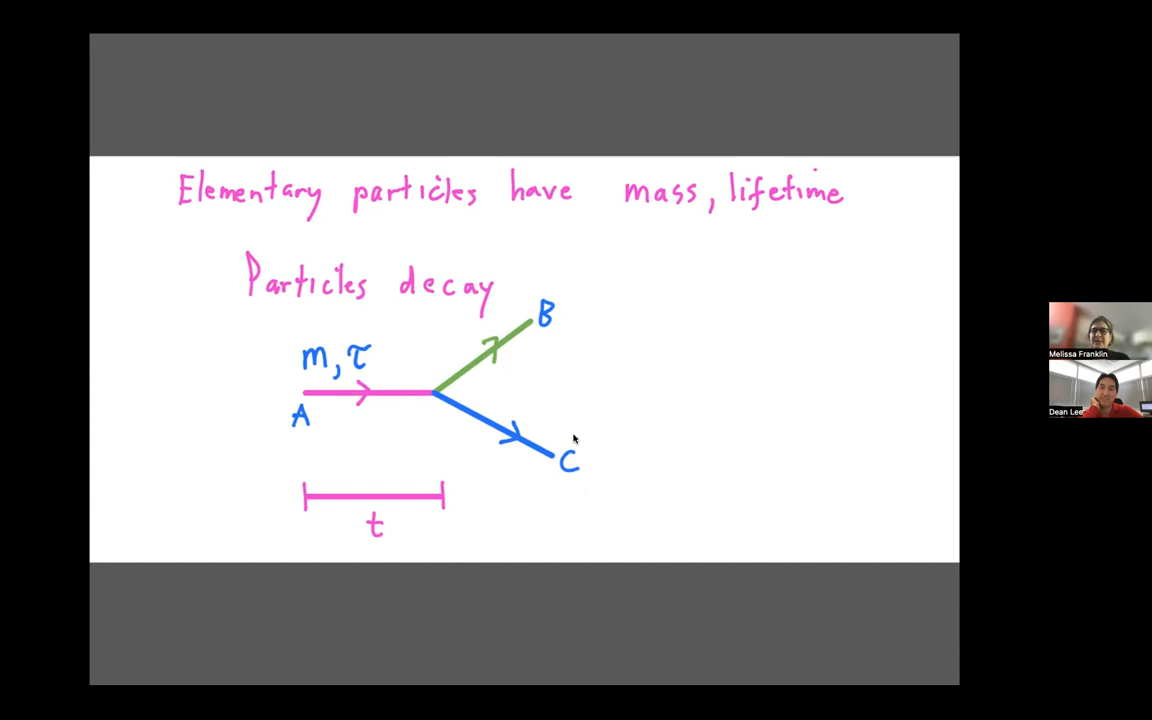 Elementary particles have mass, lifetime
Particles decay
B
m, τ
A
C
t
Melissa Franklin
Dean Lee